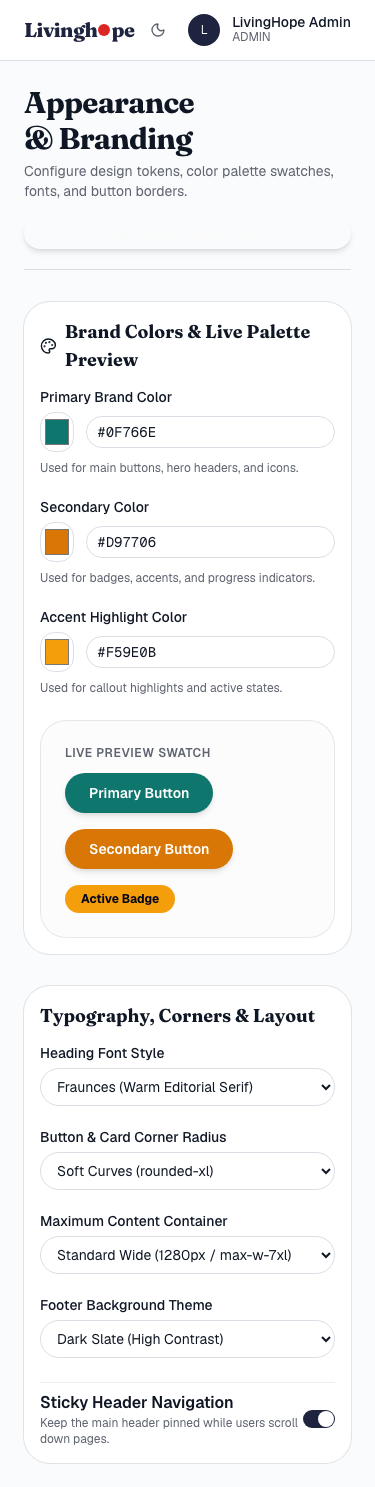 Livinghope
L
LivingHope Admin
ADMIN
Appearance
& Branding
Configure design tokens, color palette swatches,
fonts, and button borders.
Brand Colors & Live Palette
Preview
Primary Brand Color
#0F766E
Used for main buttons, hero headers, and icons.
Secondary Color
#D97706
Used for badges, accents, and progress indicators.
Accent Highlight Color
#F59E0B
Used for callout highlights and active states.
LIVE PREVIEW SWATCH
Primary Button
Secondary Button
Active Badge
Typography, Corners & Layout
Heading Font Style
Fraunces (Warm Editorial Serif)
Button & Card Corner Radius
Soft Curves (rounded-xl)
Maximum Content Container
Standard Wide (1280px / max-w-7xl)
Footer Background Theme
Dark Slate (High Contrast)
Sticky Header Navigation
Keep the main header pinned while users scroll
down pages.